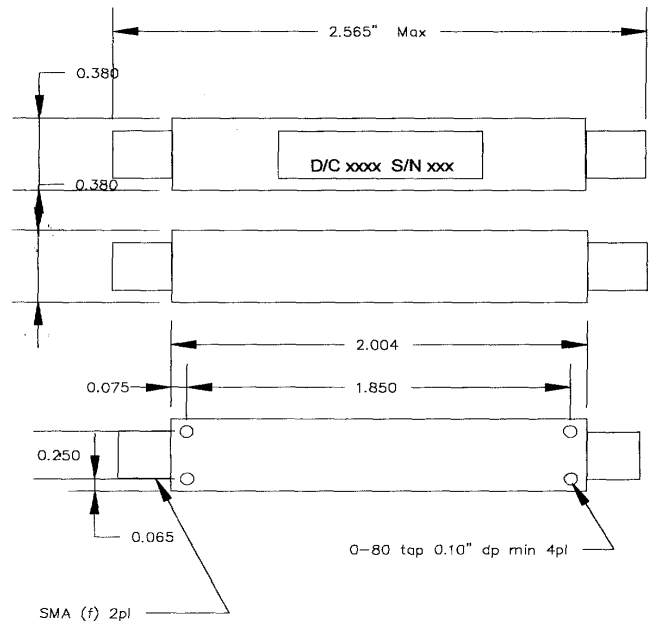 2.565" Max
0.380
D/C xxxx S/N xxx
0.380
2.004
0.075
1.850
0.250
0.065
0-80 tap 0.10" dp min 4pl
SMA (f) 2pl